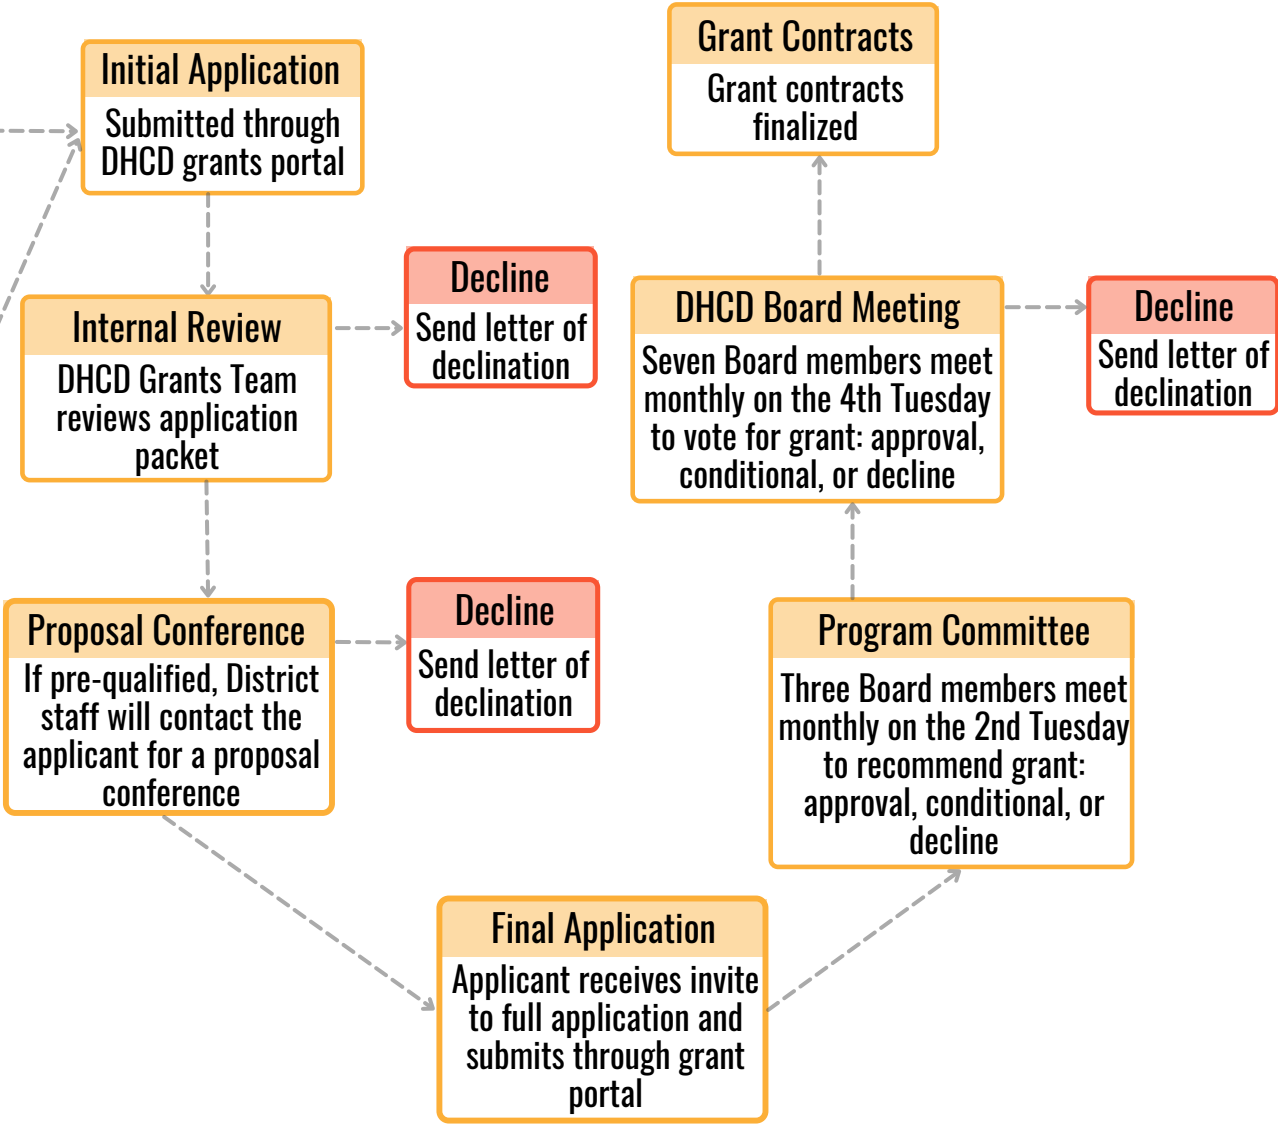 Initial Application
Submitted through
DHCD grants portal
Internal Review
DHCD Grants Team
reviews application
packet
Decline
Send letter of
declination
Proposal Conference
If pre-qualified, District
staff will contact the
applicant for a proposal
conference
Decline
Send letter of
declination
Final Application
Applicant receives invite
to full application and
submits through grant
portal
Program Committee
Three Board members meet
monthly on the 2nd Tuesday
to recommend grant:
approval, conditional, or
decline
DHCD Board Meeting
Seven Board members meet
monthly on the 4th Tuesday
to vote for grant: approval,
conditional, or decline
Decline
Send letter of
declination
Grant Contracts
Grant contracts
finalized